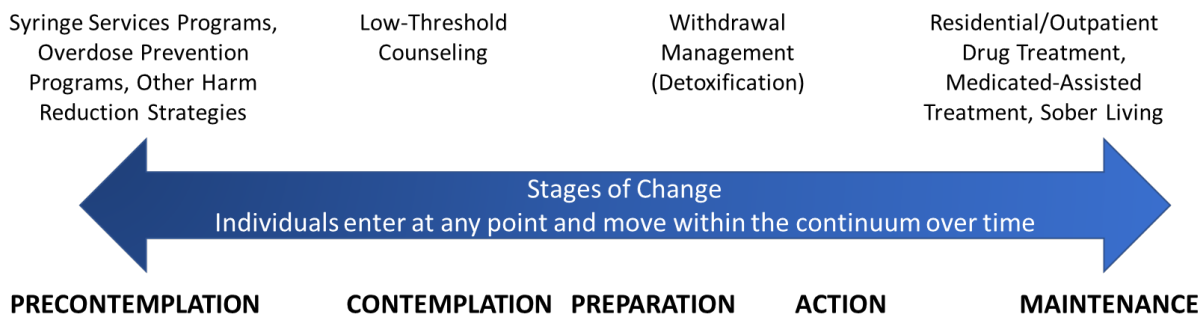 Syringe Services Programs,
Overdose Prevention
Programs, Other Harm
Reduction Strategies
Low-Threshold
Counseling
Withdrawal
Management
(Detoxification)
Residential/Outpatient
Drug Treatment,
Medicated-Assisted
Treatment, Sober Living
Stages of Change
Individuals enter at any point and move within the continuum over time
PRECONTEMPLATION
CONTEMPLATION
PREPARATION
ACTION
MAINTENANCE